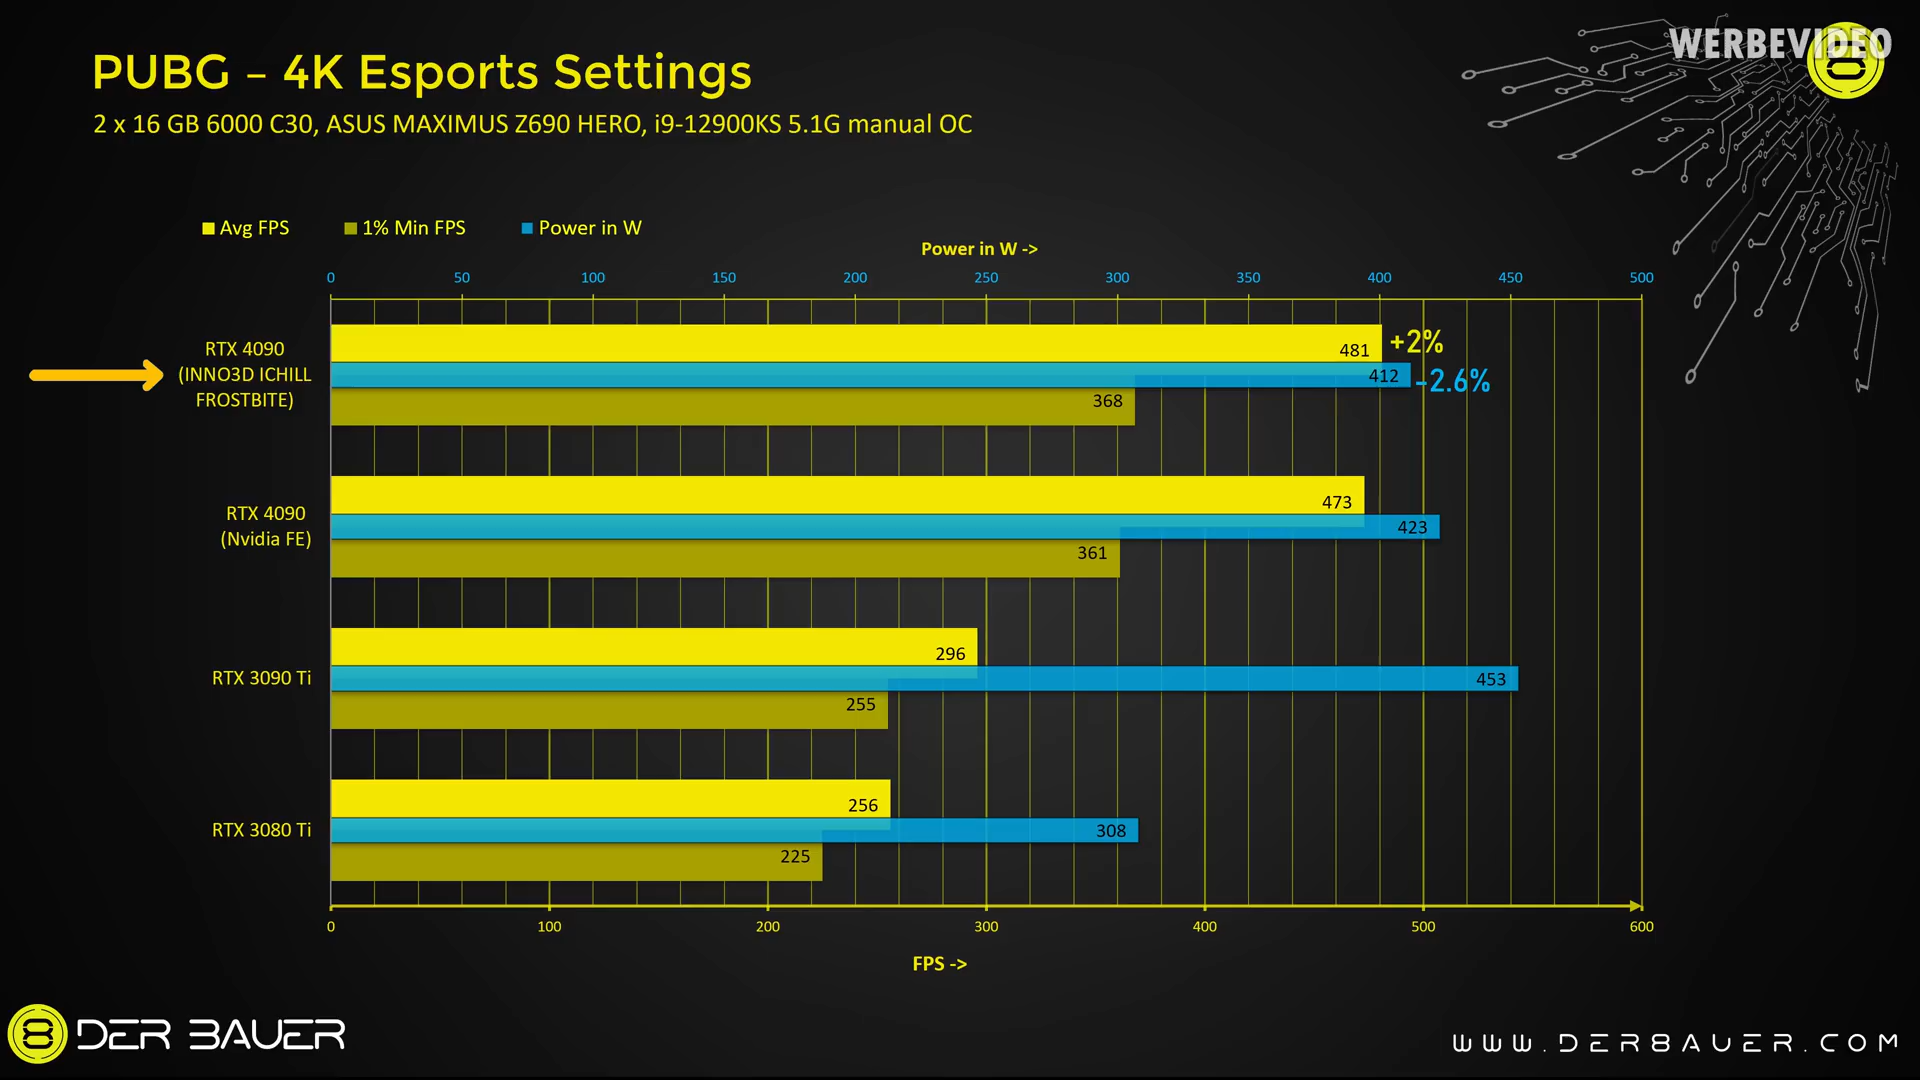 WERBEVIDEO
PUBG – 4K Esports Settings
2 x 16 GB 6000 C30, ASUS MAXIMUS Z690 HERO, i9-12900KS 5.1G manual OC
Avg FPS 1% Min FPS Power in W
Power in W ->
0 50 100 150 200 250 300 350 400 450 500
RTX 4090
(INNO3D ICHILL
FROSTBITE)
481 +2%
412 -2.6%
368
RTX 4090
(Nvidia FE)
473
423
361
RTX 3090 Ti
296
453
255
RTX 3080 Ti
256
308
225
0 100 200 300 400 500 600
FPS ->
8 DER 8AUER
WWW.DER8AUER.COM